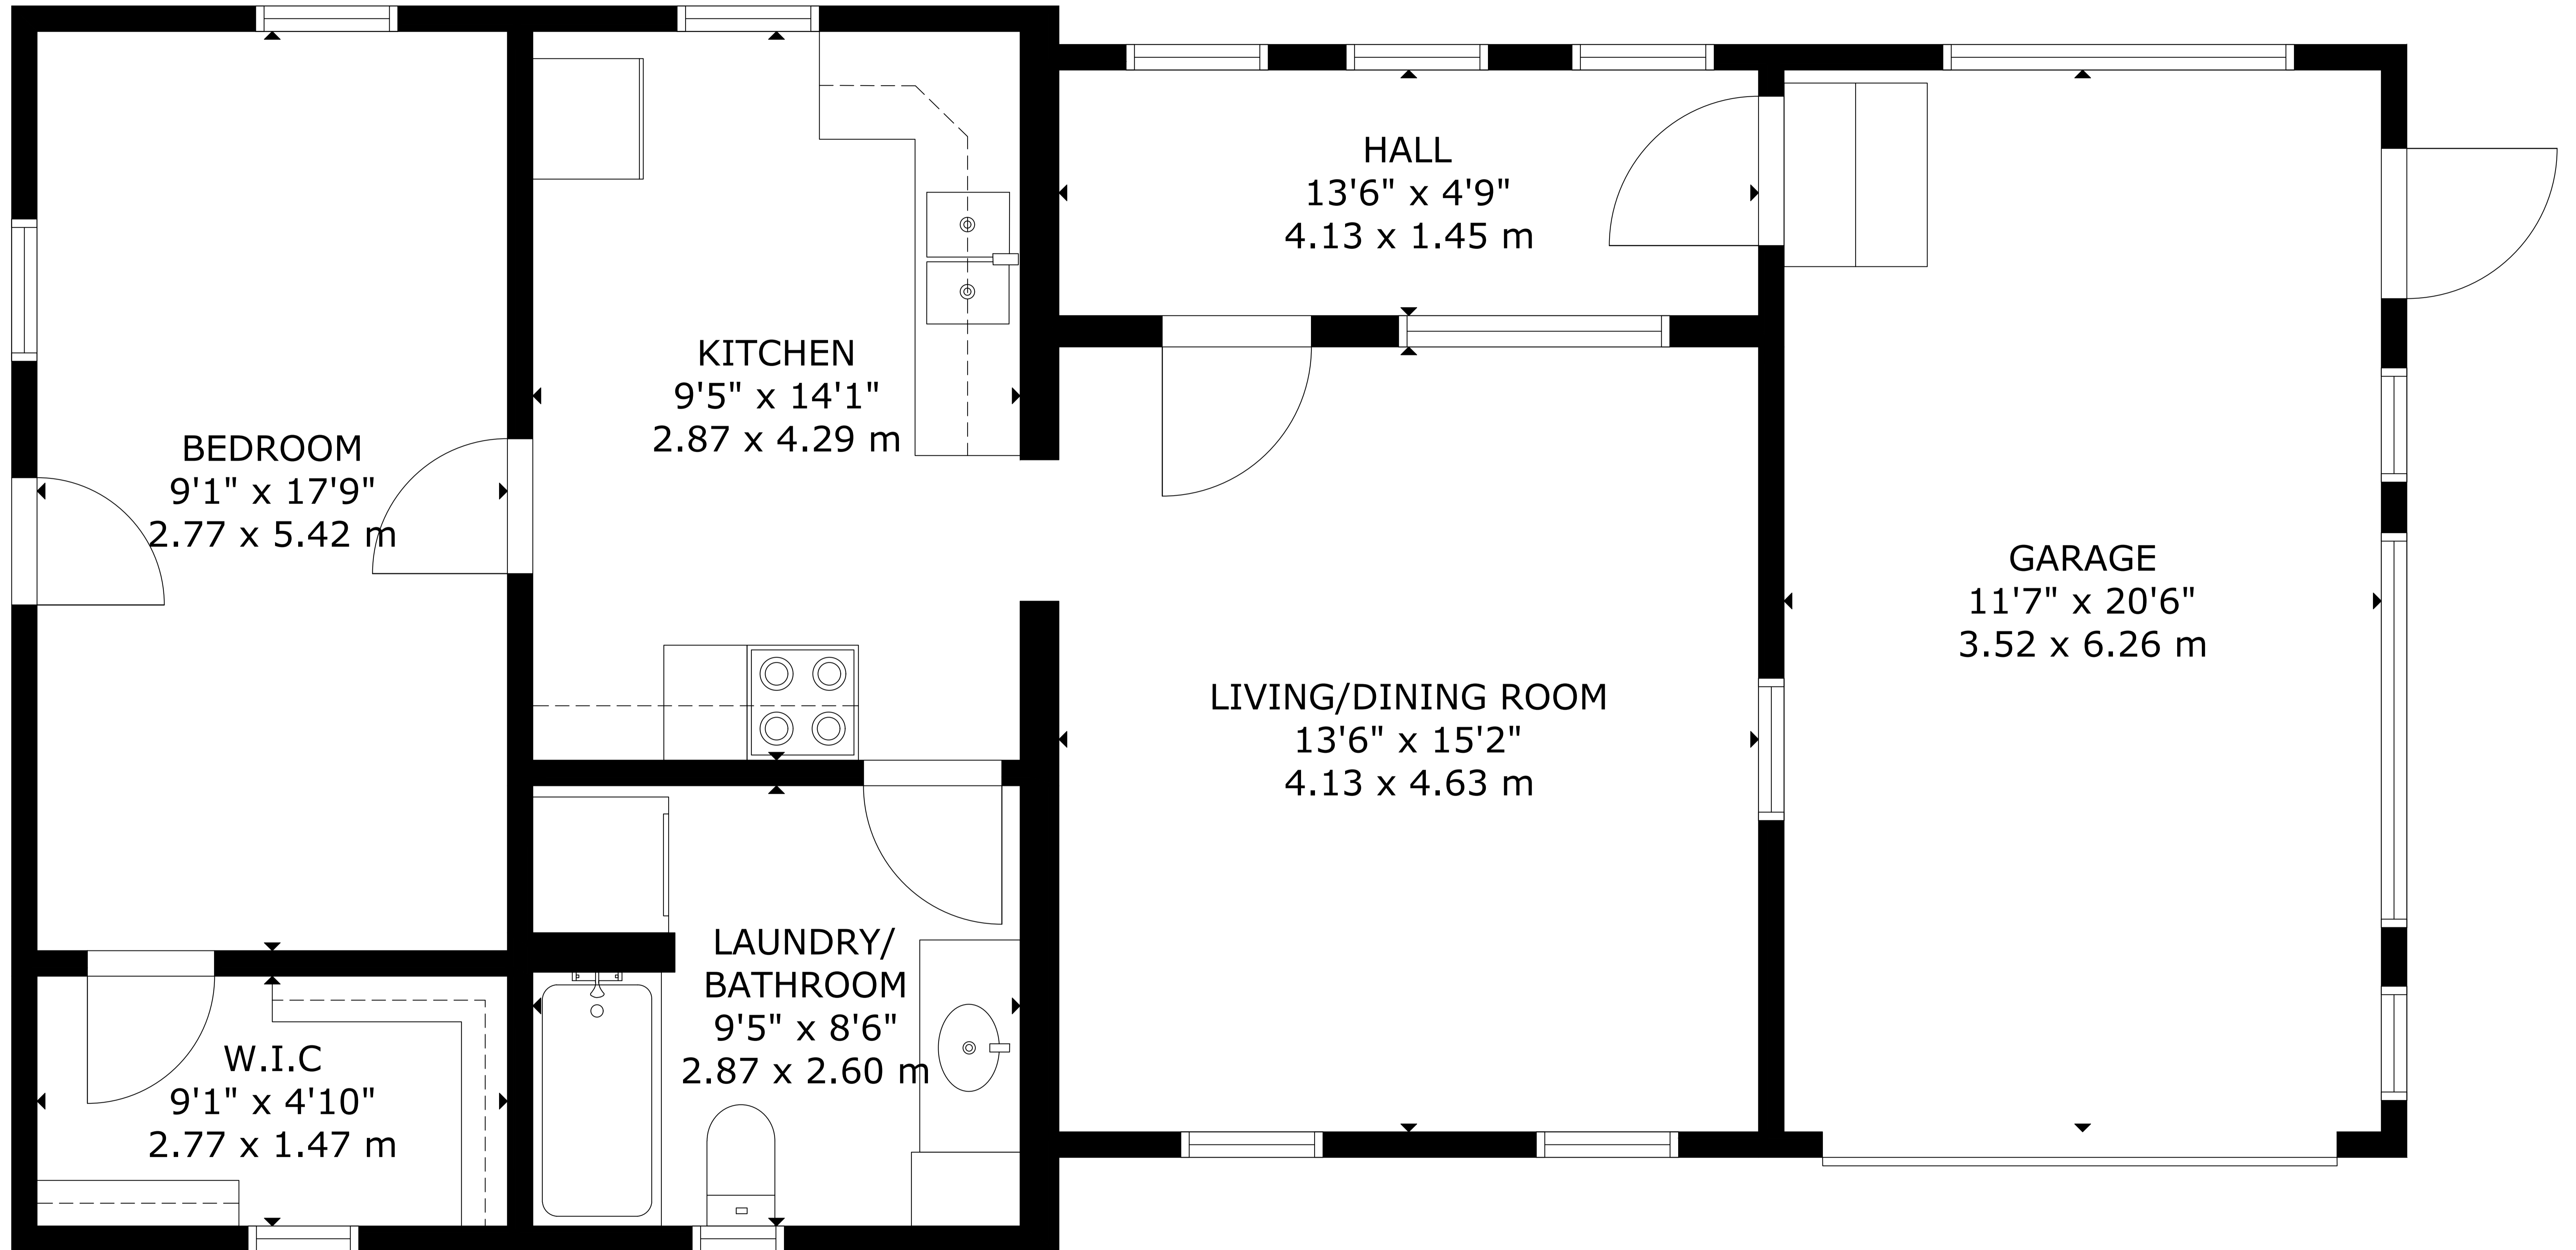 HALL
13'6" x 4'9"
4.13 x 1.45 m
KITCHEN
9'5" x 14'1"
2.87 x 4.29 m
BEDROOM
9'1" x 17'9"
2.77 x 5.42 m
GARAGE
11'7" x 20'6"
3.52 x 6.26 m
LIVING/DINING ROOM
13'6" x 15'2"
4.13 x 4.63 m
LAUNDRY/
BATHROOM
9'5" x 8'6"
2.87 x 2.60 m
W.I.C
9'1" x 4'10"
2.77 x 1.47 m